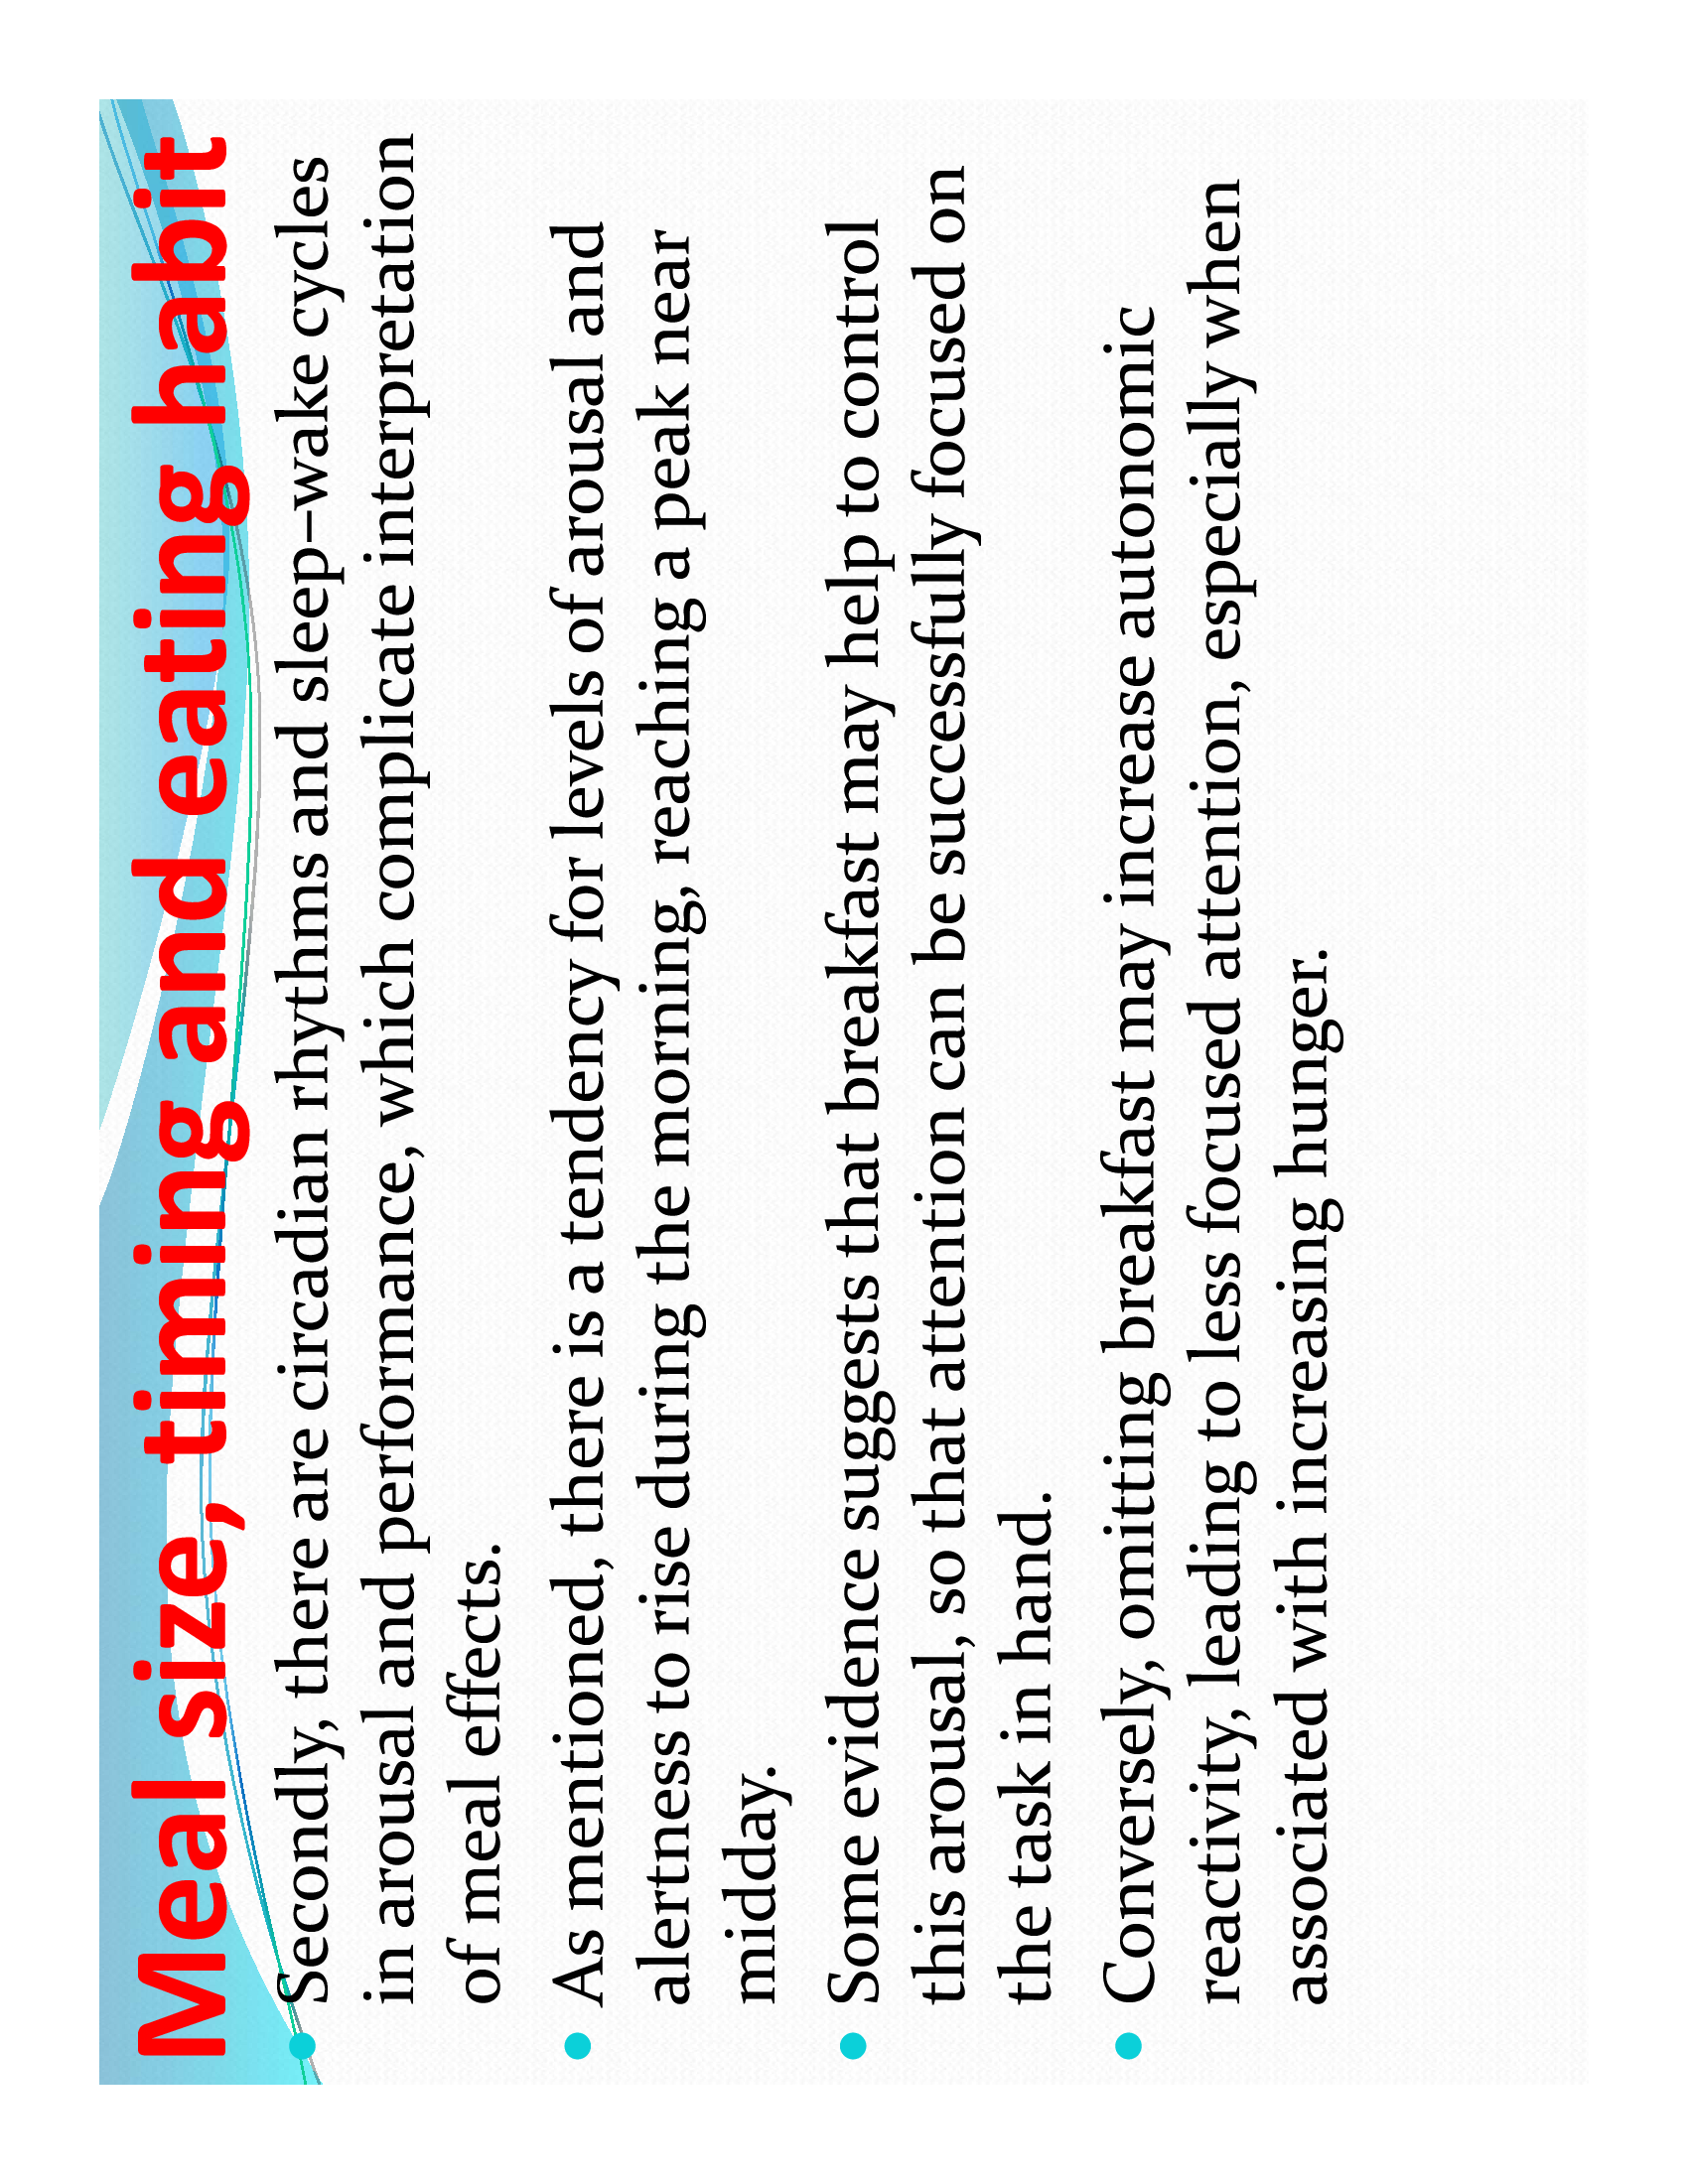 Meal size, timing and eating habit
Secondly, there are circadian rhythms and sleep–wake cycles
in arousal and performance, which complicate interpretation
of meal effects.
As mentioned, there is a tendency for levels of arousal and
alertness to rise during the morning, reaching a peak near
midday.
Some evidence suggests that breakfast may help to control
this arousal, so that attention can be successfully focused on
the task in hand.
Conversely, omitting breakfast may increase autonomic
reactivity, leading to less focused attention, especially when
associated with increasing hunger.